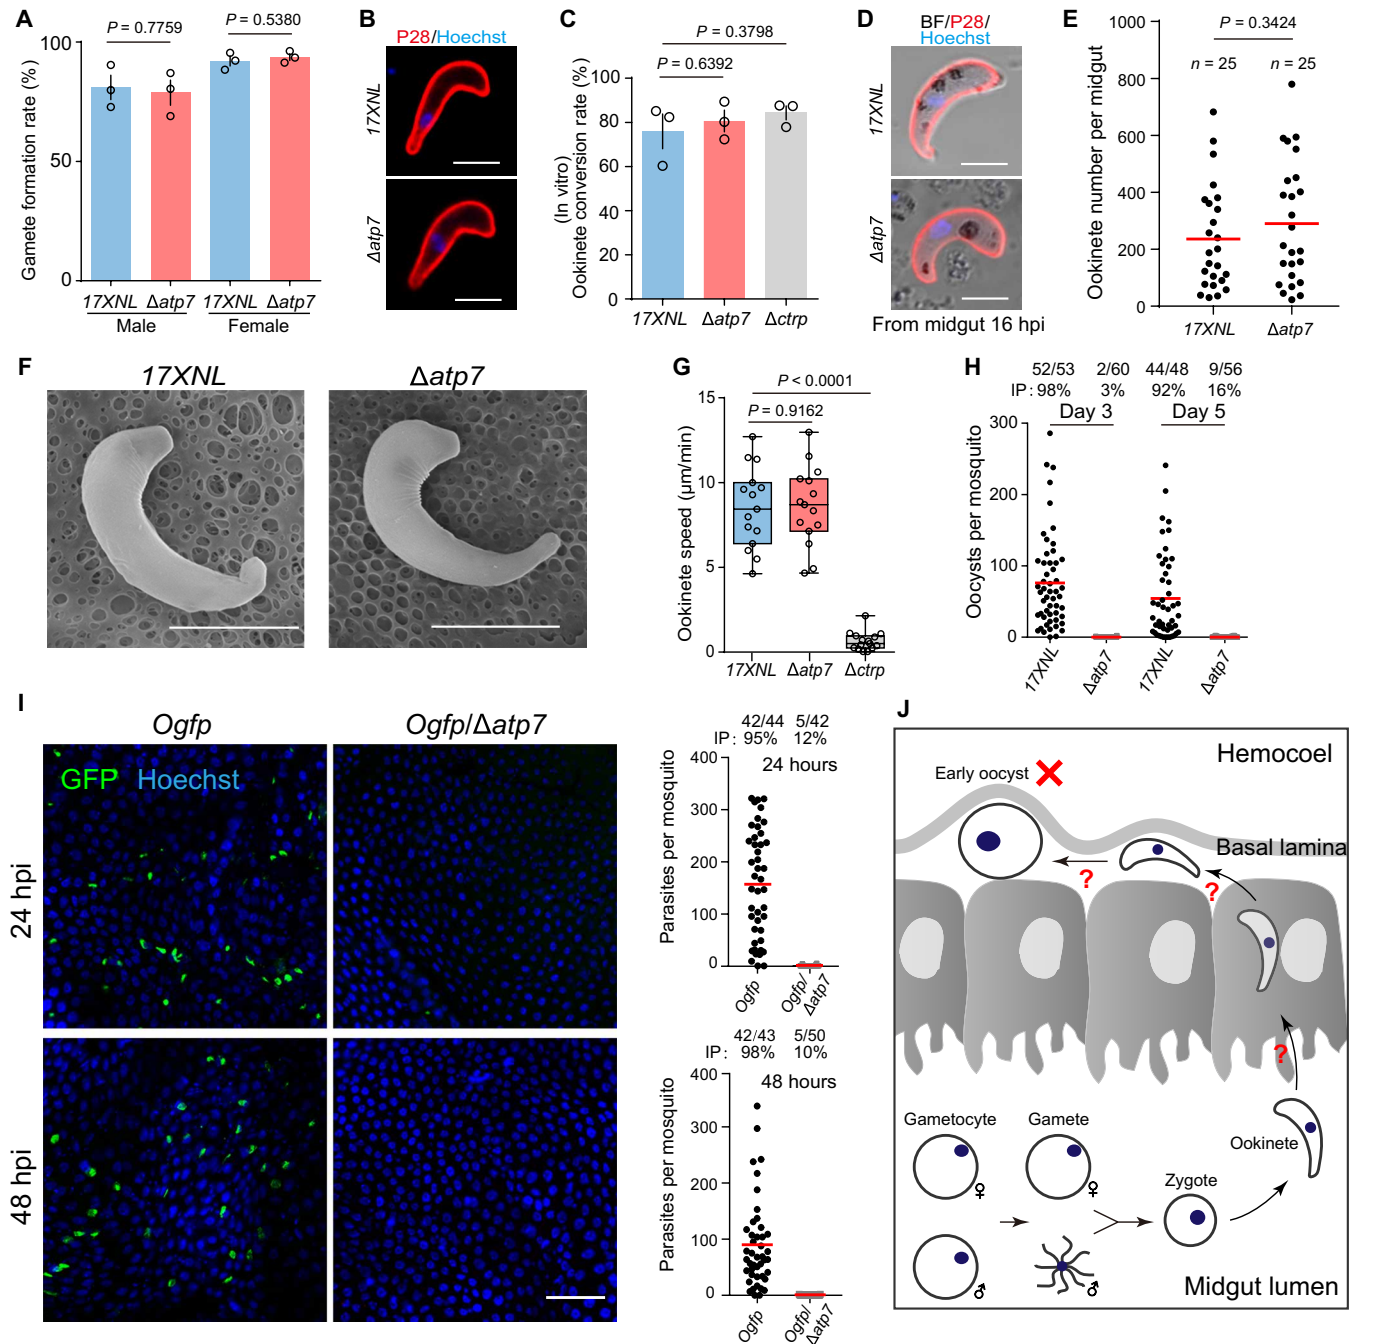 A
P = 0.7759
P = 0.5380
Gamete formation rate (%)
100
50
0
17XNL
Δatp7
17XNL
Δatp7
Male
Female
B
P28/Hoechst
17XNL
Δatp7
C
P = 0.3798
P = 0.6392
(In vitro)
Ookinete conversion rate (%)
100
80
60
40
20
0
17XNL
Δatp7
Δctrp
D
BF/P28/
Hoechst
17XNL
Δatp7
From midgut 16 hpi
E
P = 0.3424
n = 25
n = 25
Ookinete number per midgut
1000
800
600
400
200
0
17XNL
Δatp7
F
17XNL
Δatp7
G
P < 0.0001
P = 0.9162
Ookinete speed (μm/min)
15
10
5
0
17XNL
Δatp7
Δctrp
H
52/53
2/60
44/48
9/56
IP: 98%
3%
92%
16%
Day 3
Day 5
Oocysts per mosquito
300
200
100
0
17XNL
Δatp7
17XNL
Δatp7
I
Ogfp
Ogfp/Δatp7
GFP Hoechst
24 hpi
48 hpi
42/44
5/42
IP: 95%
12%
24 hours
Parasites per mosquito
400
300
200
100
0
Ogfp
Ogfp/
Δatp7
42/43
5/50
IP: 98%
10%
48 hours
Parasites per mosquito
400
300
200
100
0
Ogfp
Ogfp/
Δatp7
J
Hemocoel
Early oocyst
Basal lamina
?
?
?
Gametocyte
Gamete
Ookinete
Zygote
♀
♀
♂
♂
Midgut lumen